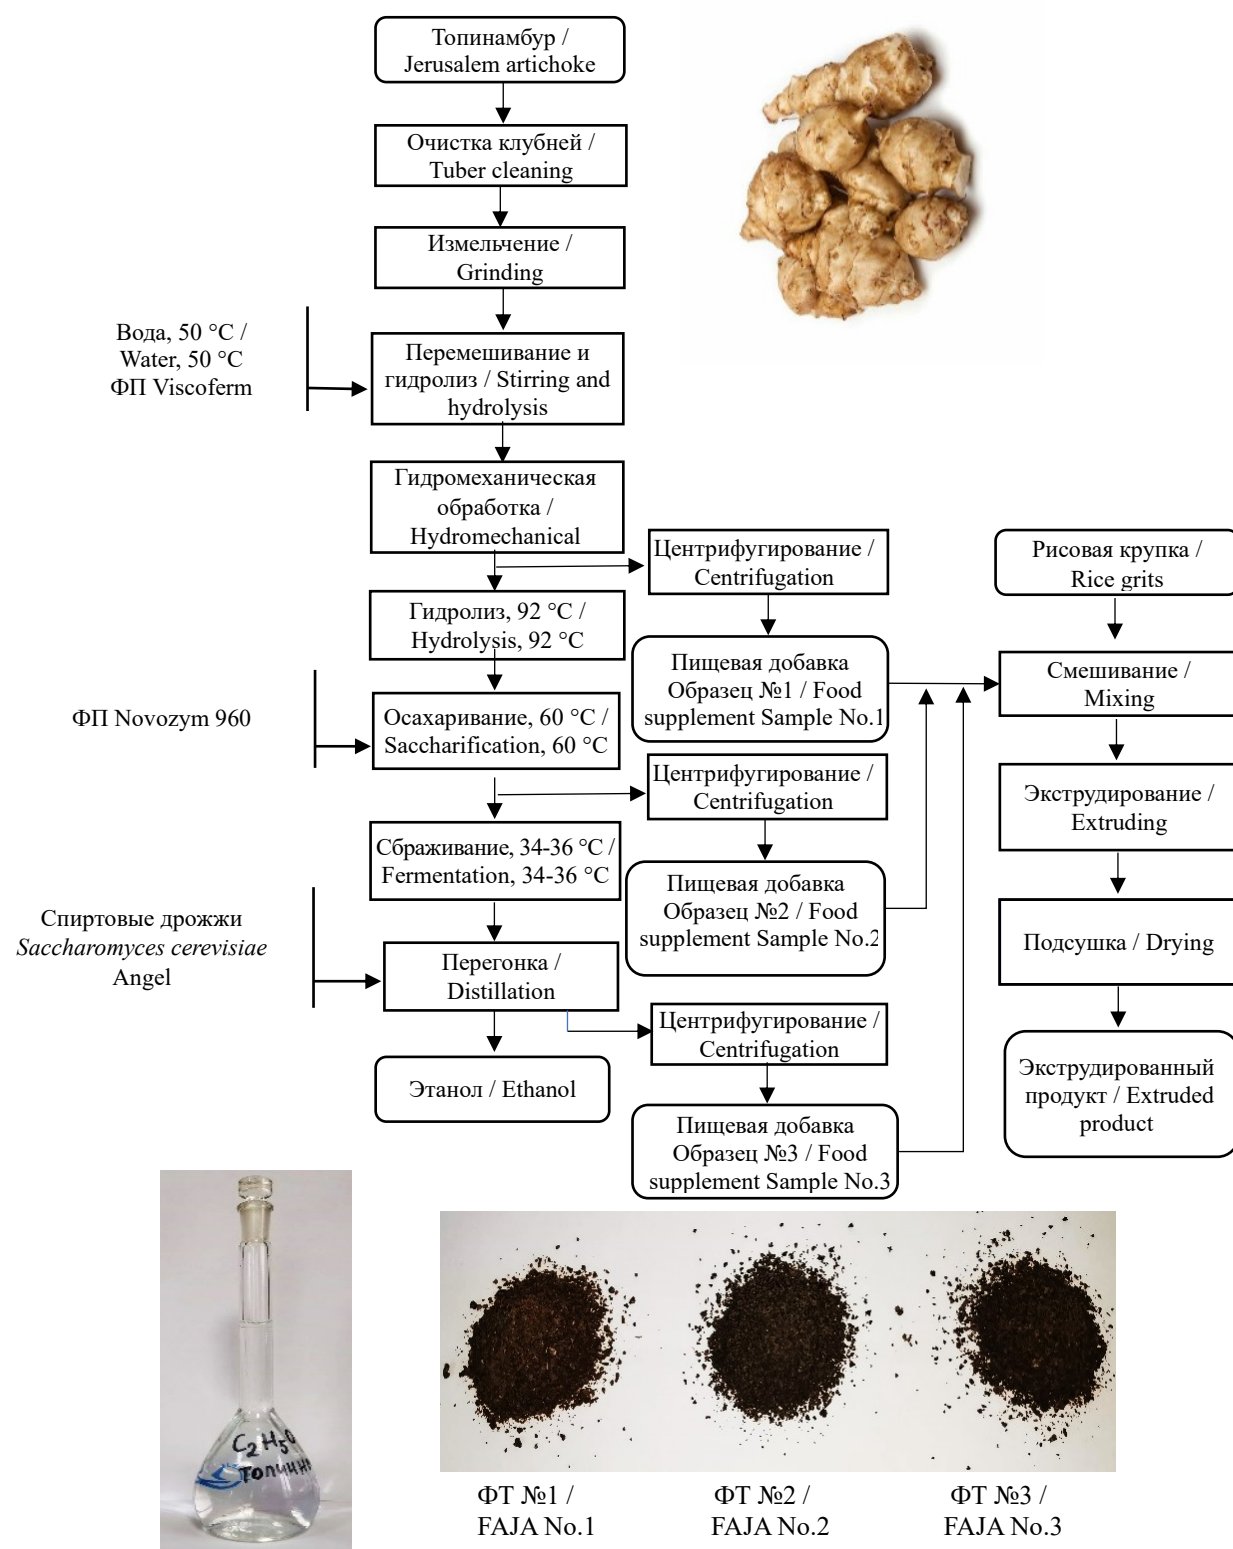 Топинамбур /
Jerusalem artichoke
Очистка клубней /
Tuber cleaning
Измельчение /
Grinding
Вода, 50 °C /
Water, 50 °C
ФП Viscoferm
Перемешивание и
гидролиз / Stirring and
hydrolysis
Гидромеханическая
обработка /
Hydromechanical
Центрифугирование /
Centrifugation
Рисовая крупка /
Rice grits
Гидролиз, 92 °C /
Hydrolysis, 92 °C
Пищевая добавка
Образец №1 / Food
supplement Sample No.1
Смешивание /
Mixing
ФП Novozym 960
Осахаривание, 60 °C /
Saccharification, 60 °C
Центрифугирование /
Centrifugation
Экструдирование /
Extruding
Сбраживание, 34-36 °C /
Fermentation, 34-36 °C
Пищевая добавка
Образец №2 / Food
supplement Sample No.2
Спиртовые дрожжи
Saccharomyces cerevisiae
Angel
Подсушка / Drying
Перегонка /
Distillation
Центрифугирование /
Centrifugation
Этанол / Ethanol
Экструдированный
продукт / Extruded
product
Пищевая добавка
Образец №3 / Food
supplement Sample No.3
C2H5O
Топин
ФТ №1 /
FAJA No.1
ФТ №2 /
FAJA No.2
ФТ №3 /
FAJA No.3